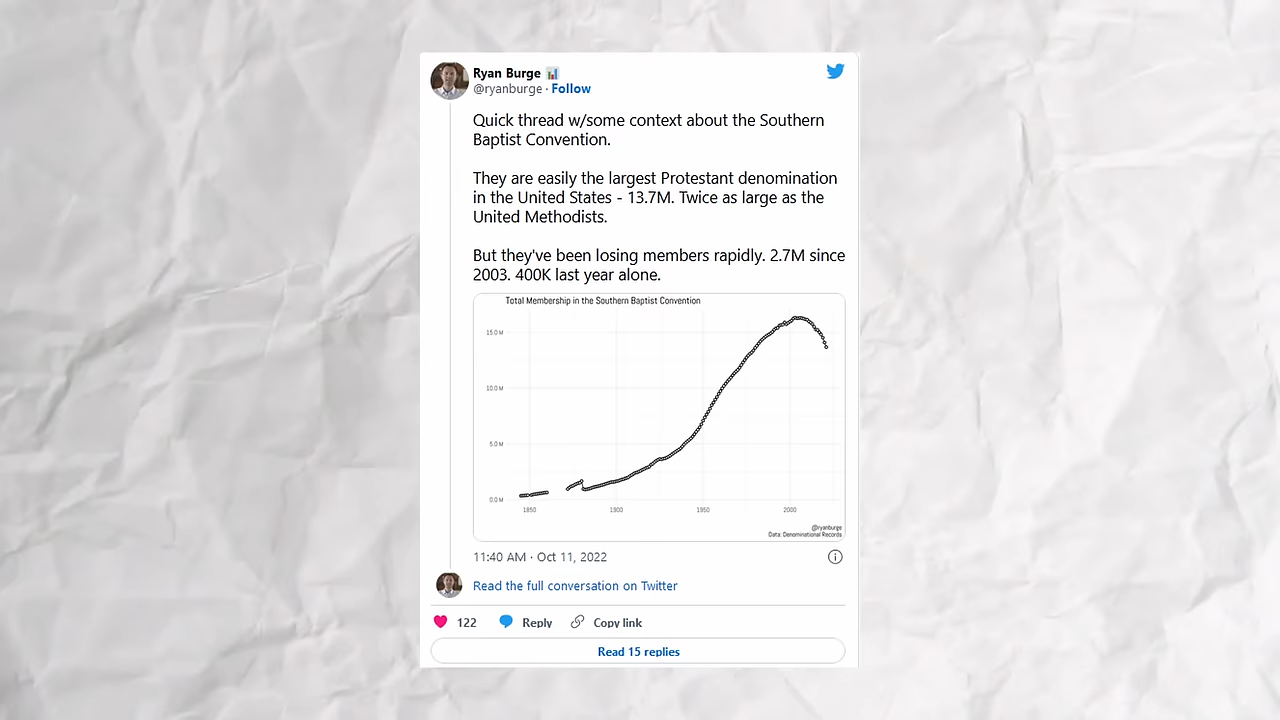 Ryan Burge 📊
@ryanburge · Follow
Quick thread w/some context about the Southern
Baptist Convention.
They are easily the largest Protestant denomination
in the United States - 13.7M. Twice as large as the
United Methodists.
But they've been losing members rapidly. 2.7M since
2003. 400K last year alone.
Total Membership in the Southern Baptist Convention
15.0 M
10.0 M
5.0 M
0.0 M
1850 1900 1950 2000
@ryanburge
Data: Denominational Records
11:40 AM · Oct 11, 2022
Read the full conversation on Twitter
122 Reply Copy link
Read 15 replies